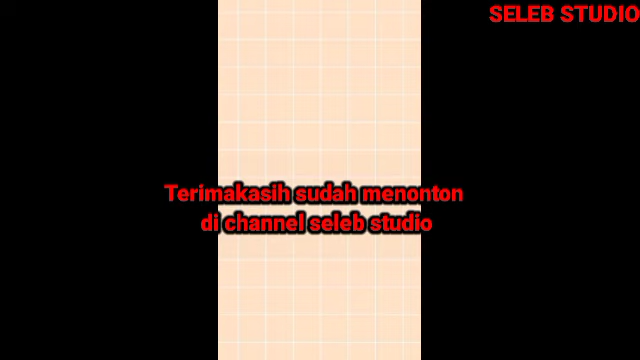 SELEB STUDIO
Terimakasih sudah menonton
di channel seleb studio